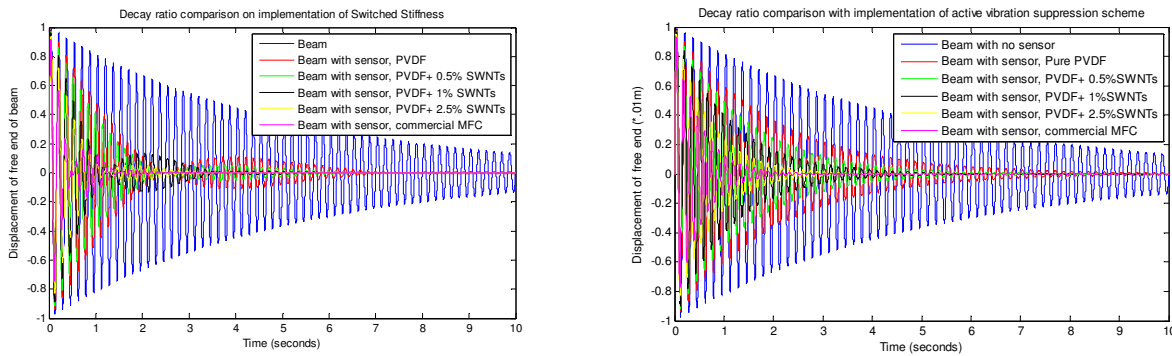 Decay ratio comparison on implementation of Switched Stiffness
Displacement of free end of beam
1
0.8
0.6
0.4
0.2
0
-0.2
-0.4
-0.6
-0.8
-1
Beam
Beam with sensor, PVDF
Beam with sensor, PVDF+ 0.5% SWNTs
Beam with sensor, PVDF+ 1% SWNTs
Beam with sensor, PVDF+ 2.5% SWNTs
Beam with sensor, commercial MFC
0 1 2 3 4 5 6 7 8 9 10
Time (seconds)
Decay ratio comparison with implementation of active vibration suppression scheme
Displacement of free end (*.01m)
1
0.8
0.6
0.4
0.2
0
-0.2
-0.4
-0.6
-0.8
-1
Beam with no sensor
Beam with sensor, Pure PVDF
Beam with sensor, PVDF+ 0.5%SWNTs
Beam with sensor, PVDF+ 1%SWNTs
Beam with sensor, PVDF+ 2.5%SWNTs
Beam with sensor, commercial MFC
0 1 2 3 4 5 6 7 8 9 10
Time (seconds)